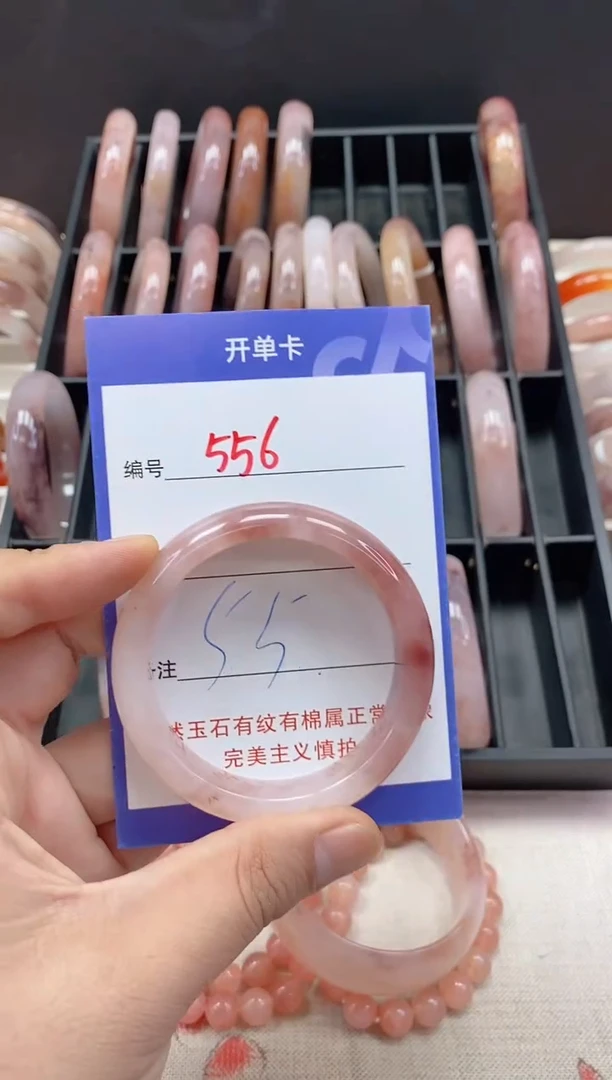 开单卡
编号 556
注 55
玉石有纹有棉属正常
完美主义慎拍